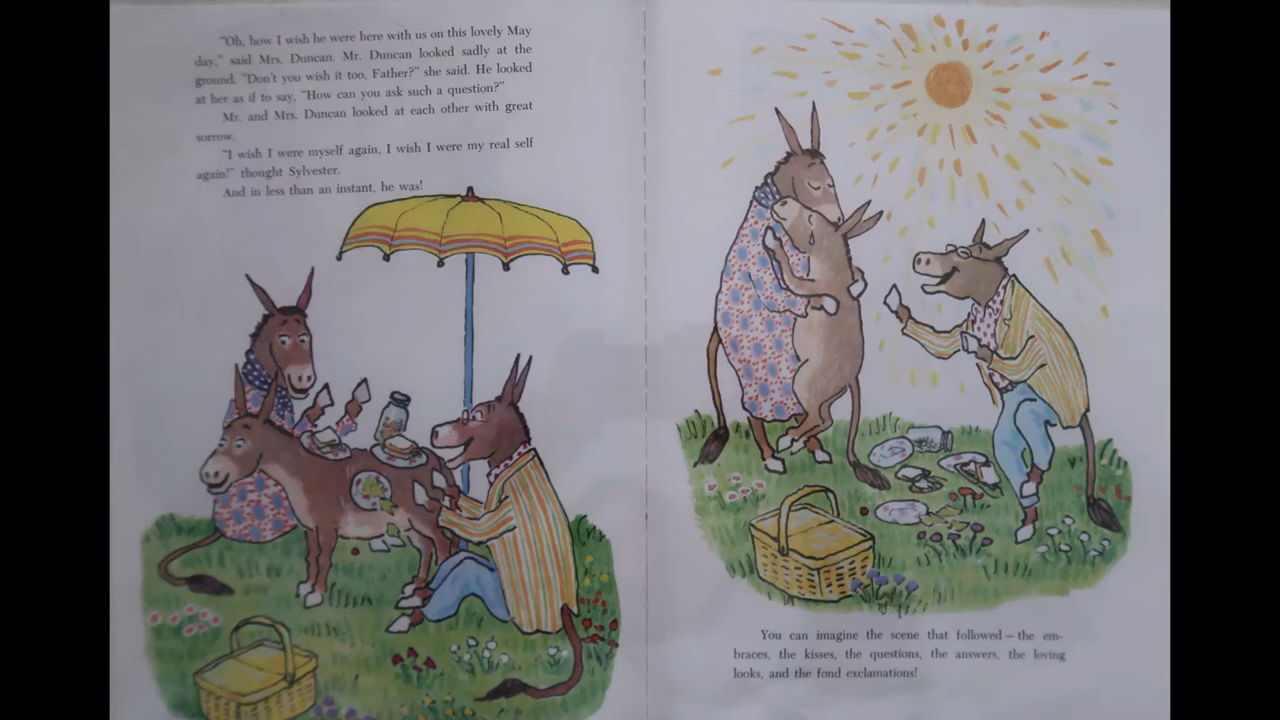 "Oh, how I wish he were here with us on this lovely May
day," said Mrs. Duncan. Mr. Duncan looked sadly at the
ground. "Don't you wish it too, Father?" she said. He looked
at her as if to say, "How can you ask such a question?"
Mr. and Mrs. Duncan looked at each other with great
sorrow.
"I wish I were myself again, I wish I were my real self
again!" thought Sylvester.
And in less than an instant, he was!
You can imagine the scene that followed — the em-
braces, the kisses, the questions, the answers, the loving
looks, and the fond exclamations!